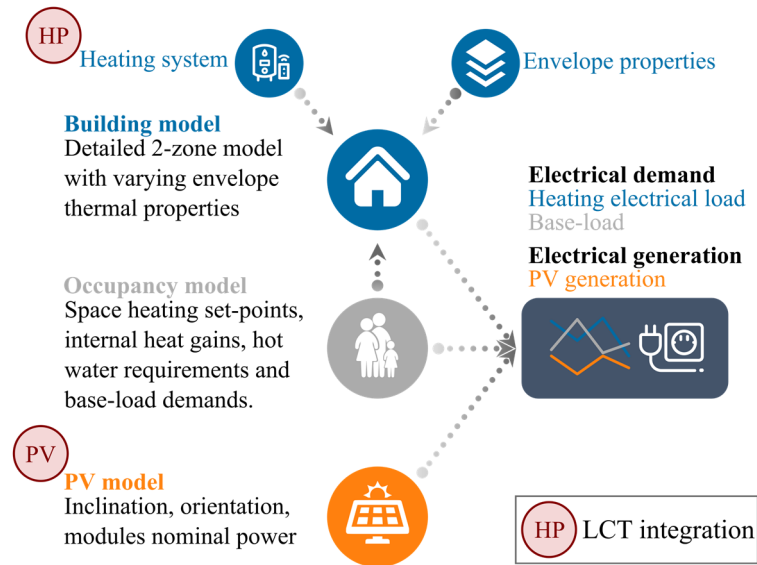 HP
Heating system
Envelope properties
Building model
Detailed 2-zone model
with varying envelope
thermal properties
Electrical demand
Heating electrical load
Base-load
Electrical generation
PV generation
Occupancy model
Space heating set-points,
internal heat gains, hot
water requirements and
base-load demands.
PV
PV model
Inclination, orientation,
modules nominal power
HP LCT integration